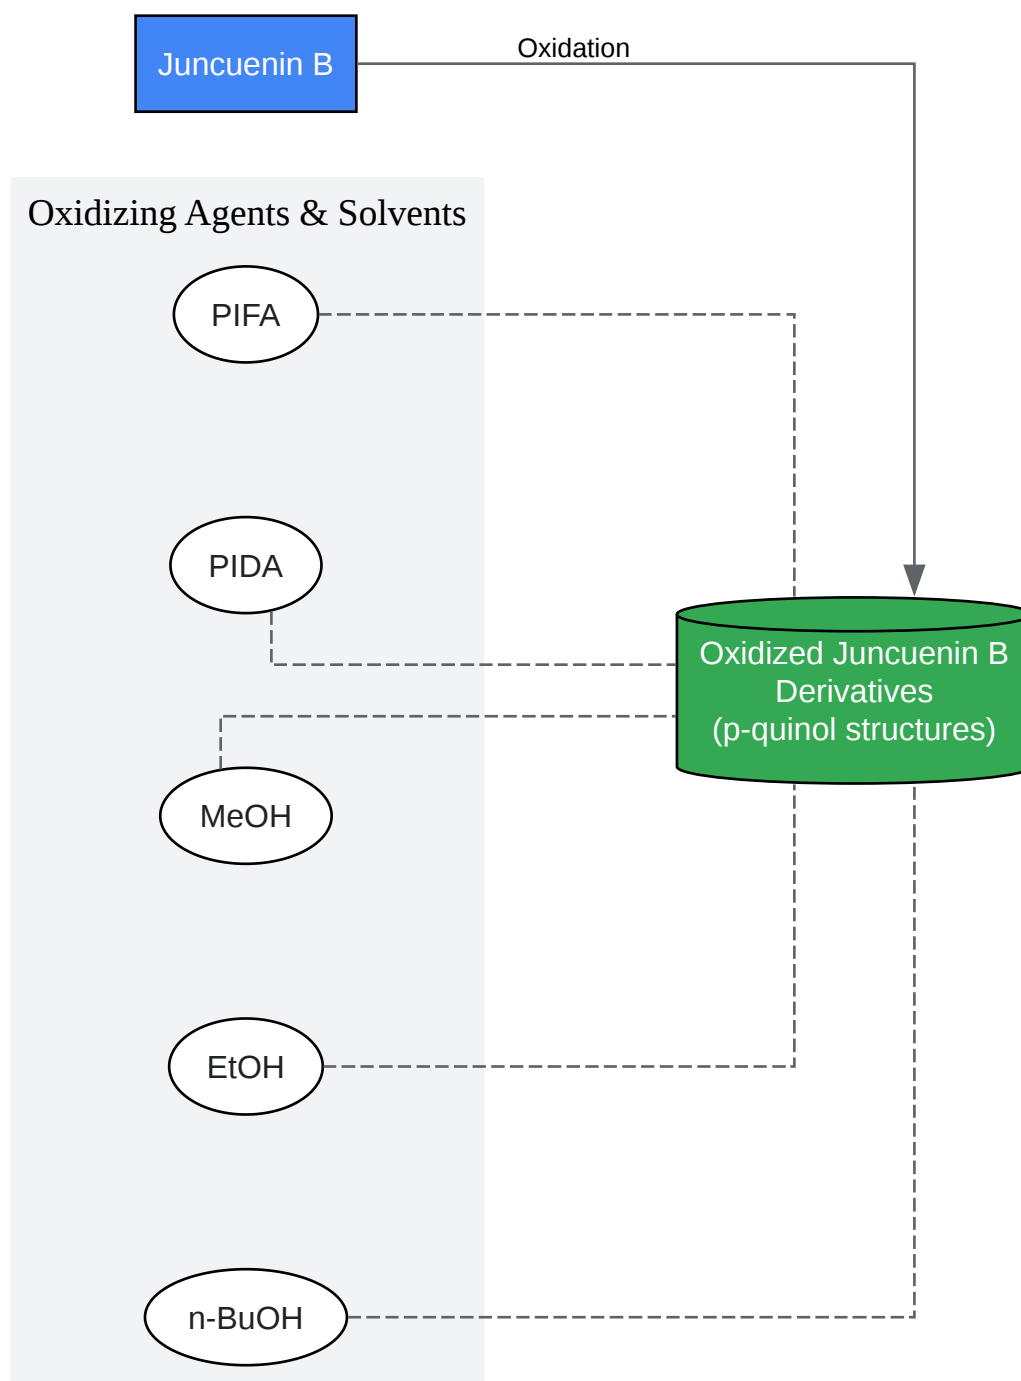 Juncuenin B
Oxidation
Oxidizing Agents & Solvents
PIFA
PIDA
Oxidized Juncuenin B
Derivatives
(p-quinol structures)
MeOH
EtOH
n-BuOH